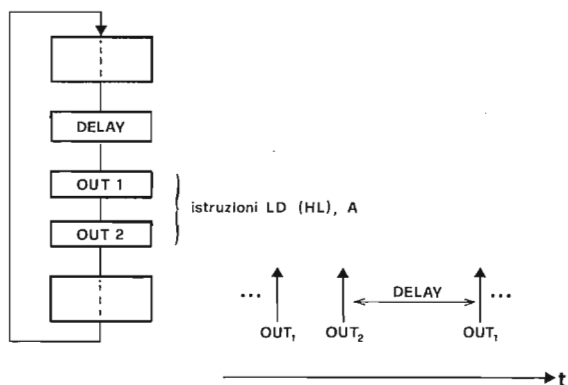 DELAY
OUT 1
OUT 2
istruzioni LD (HL), A
... DELAY ...
OUT₁ OUT₂ OUT₁
t